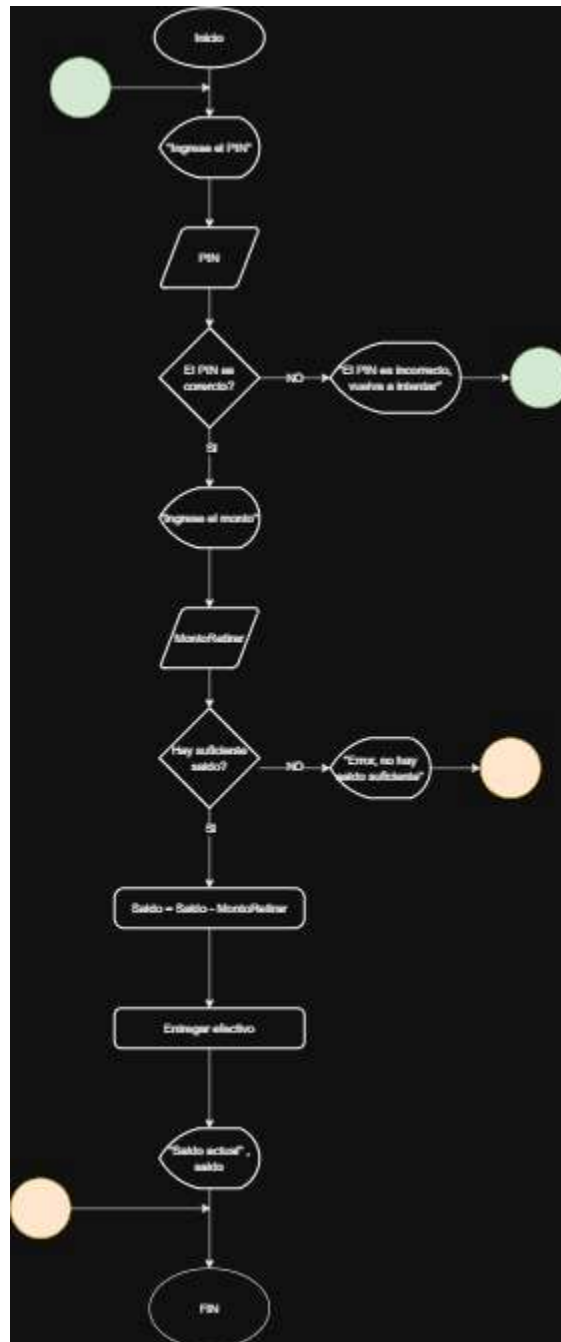 Inicio
"Ingrese el PIN"
PIN
El PIN es
correcto?
NO
"El PIN es incorrecto,
vuelva a intentar"
SI
"Ingrese el monto"
MontoRetirar
Hay suficiente
saldo?
NO
"Error, no hay
saldo suficiente"
SI
Saldo = Saldo - MontoRetirar
Entregar efectivo
"Saldo actual" ,
saldo
FIN